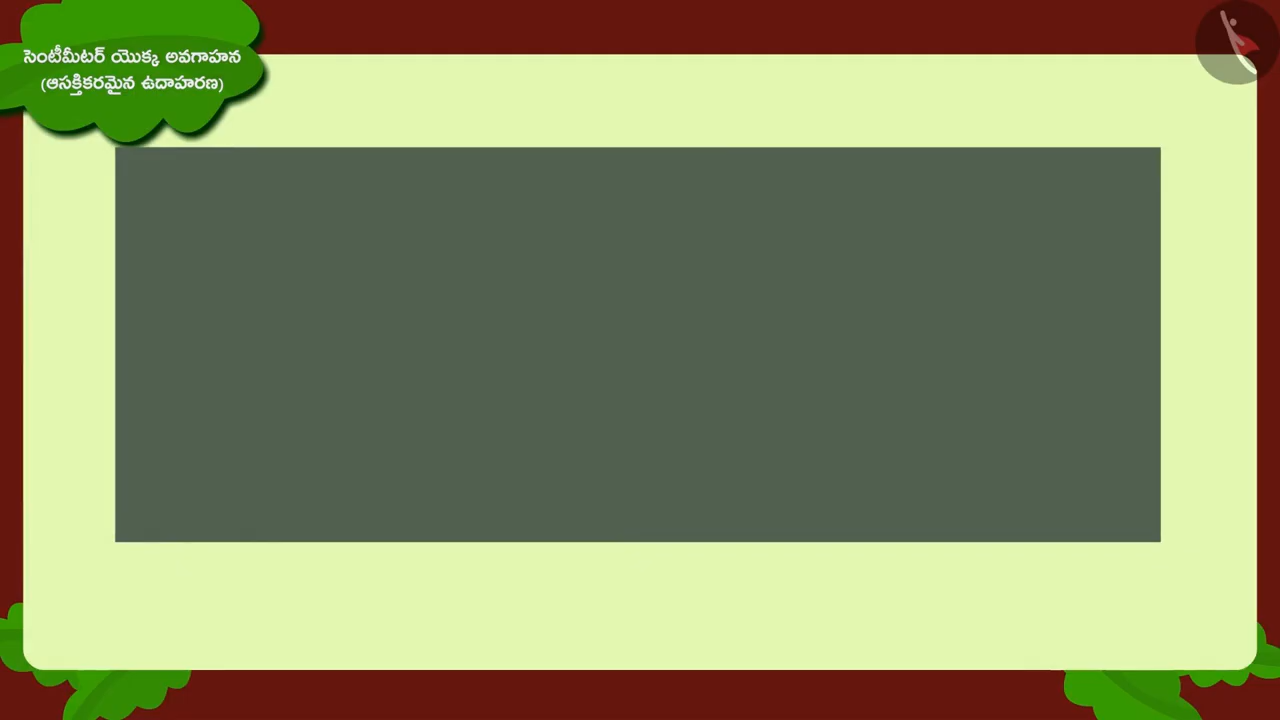 సెంటీమీటర్ యొక్క అవగాహన
(ఆసక్తికరమైన ఉదాహరణ)